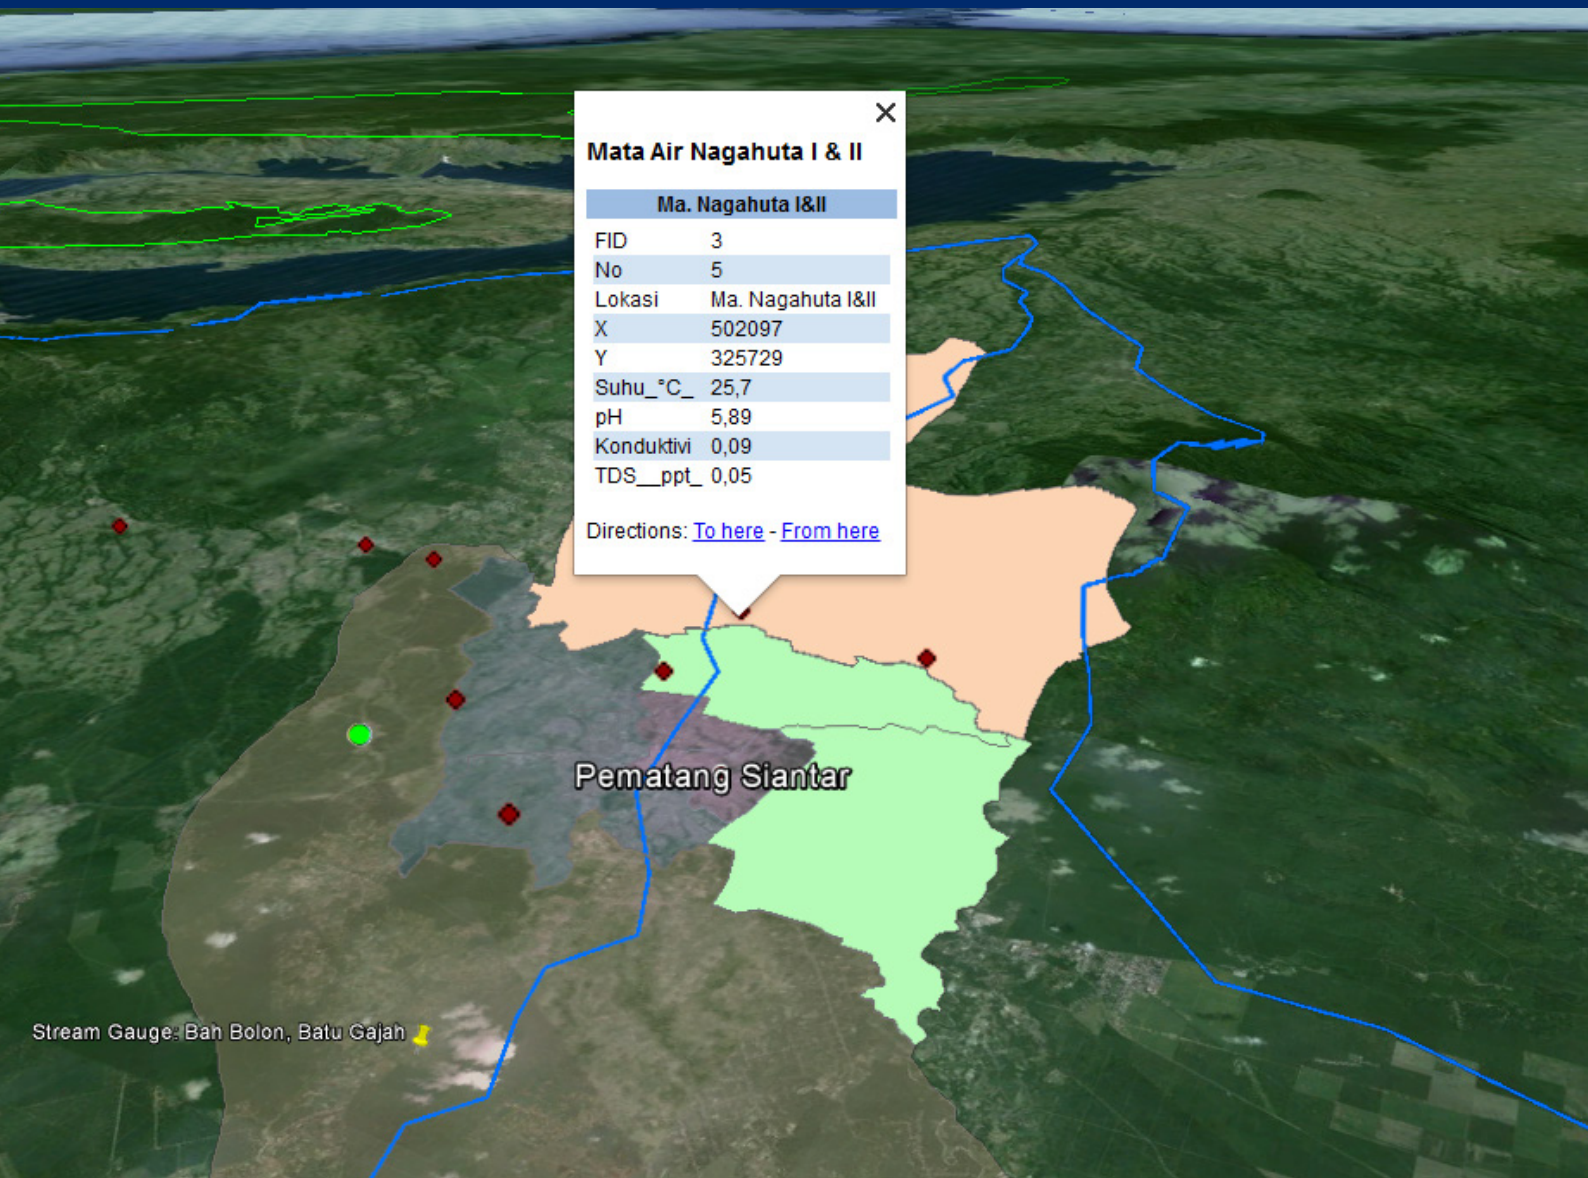 Mata Air Nagahuta I & II
Ma. Nagahuta I&II
FID 3
No 5
Lokasi Ma. Nagahuta I&II
X 502097
Y 325729
Suhu_°C_ 25,7
pH 5,89
Konduktivi 0,09
TDS__ppt_ 0,05
Directions: To here - From here
Pematang Siantar
Stream Gauge: Bah Bolon, Batu Gajah